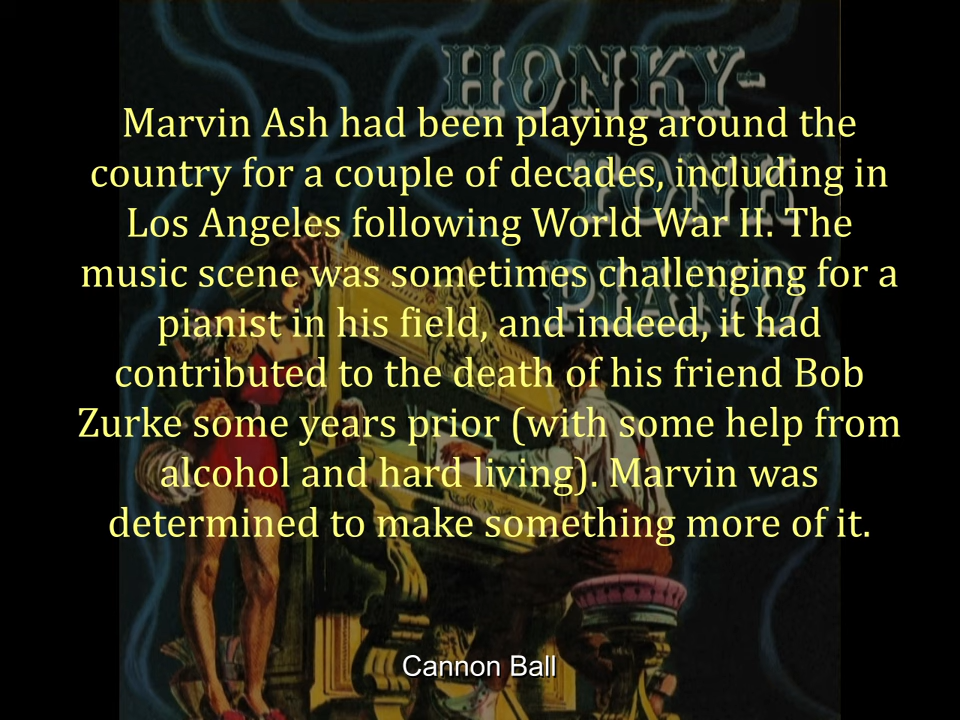 HONKY-
TONK
PIANO
Marvin Ash had been playing around the
country for a couple of decades, including in
Los Angeles following World War II. The
music scene was sometimes challenging for a
pianist in his field, and indeed, it had
contributed to the death of his friend Bob
Zurke some years prior (with some help from
alcohol and hard living). Marvin was
determined to make something more of it.
Cannon Ball